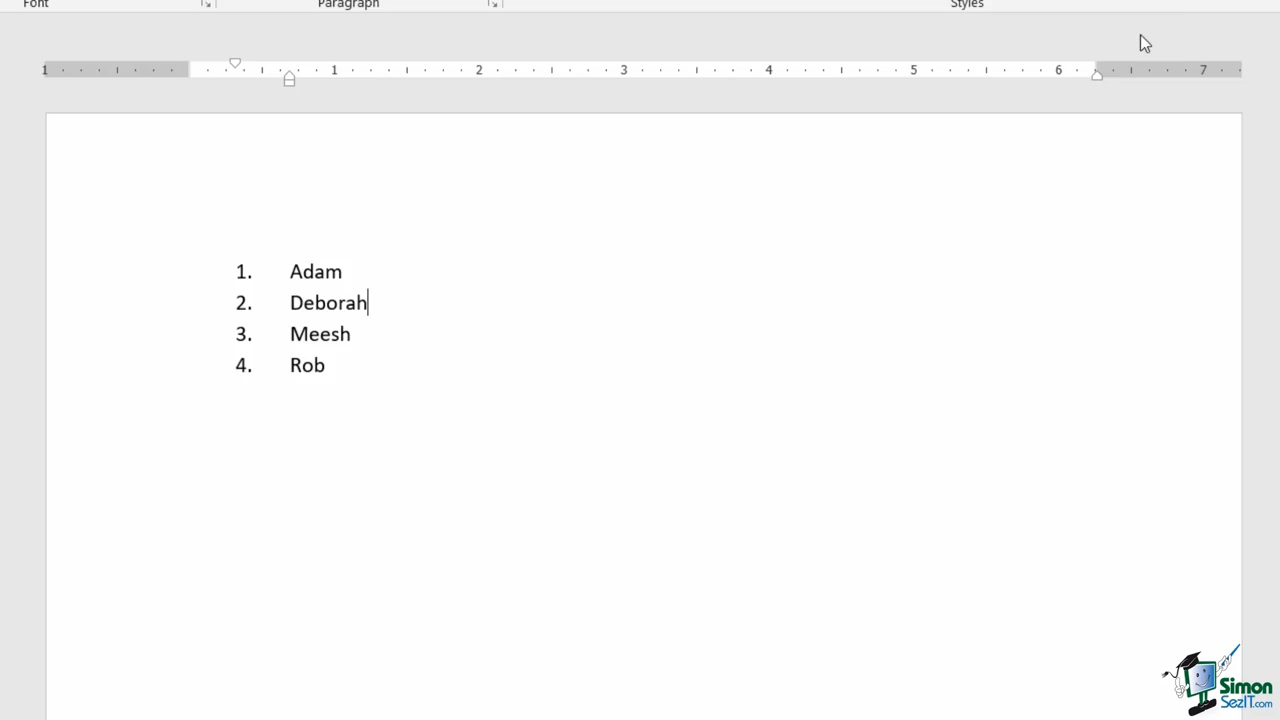 Font Paragraph Styles
1 1 2 3 4 5 6 7
1. Adam
2. Deborah
3. Meesh
4. Rob
Simon
SezIT.com